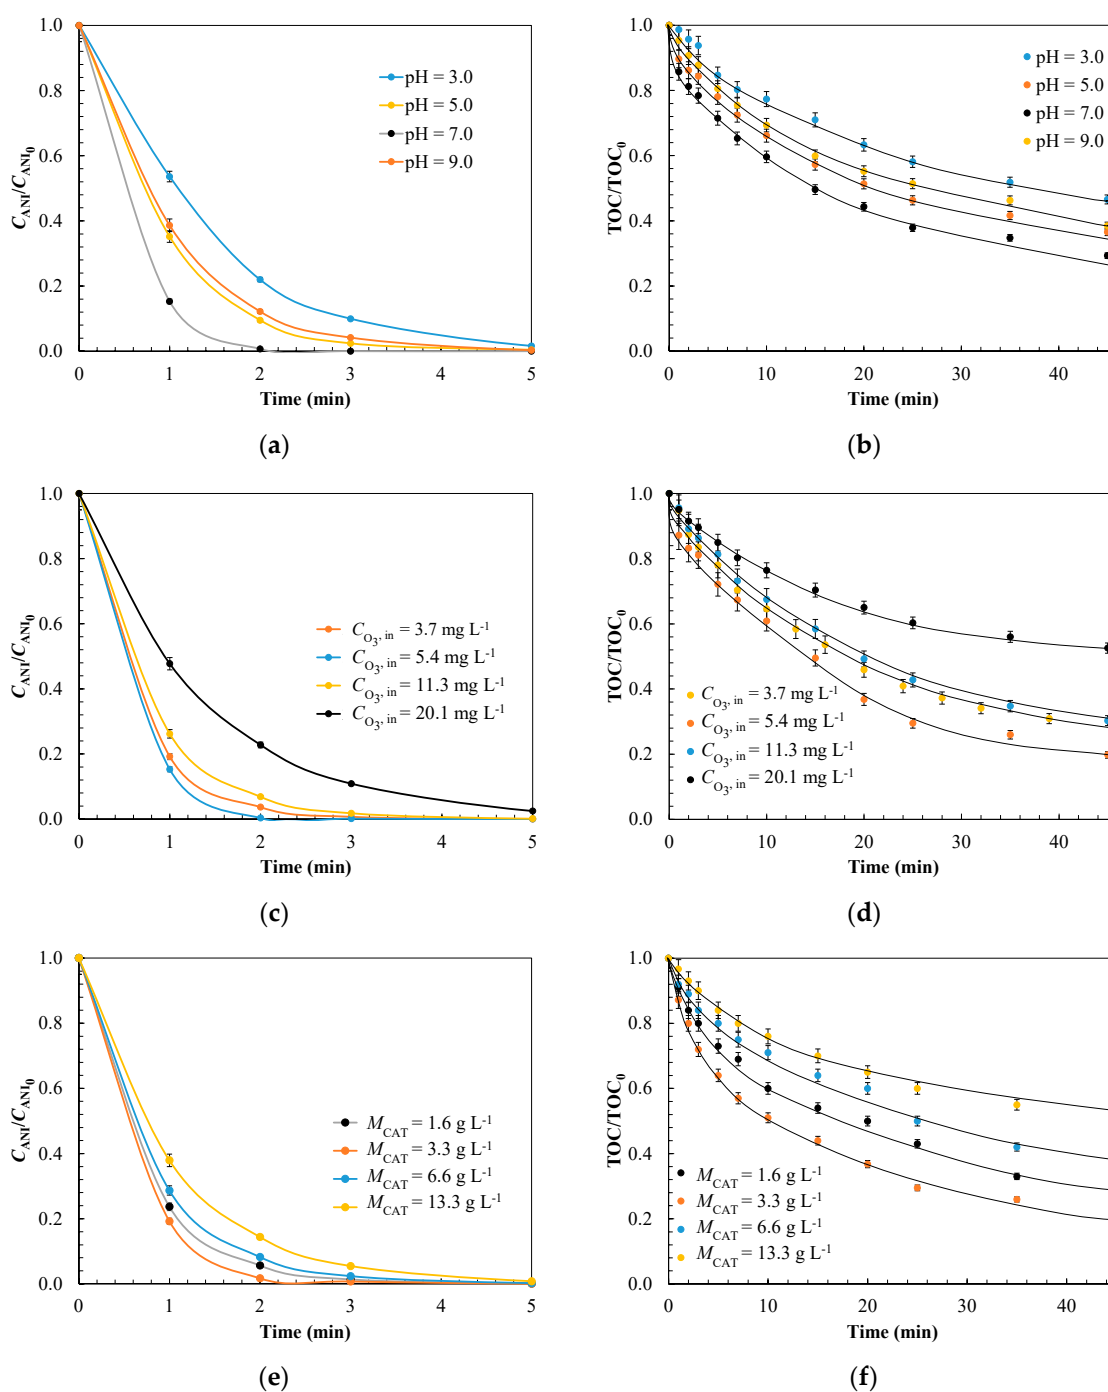 1.0
0.8
0.6
0.4
0.2
0.0
C_ANI/C_ANI₀
pH = 3.0
pH = 5.0
pH = 7.0
pH = 9.0
0 1 2 3 4 5
Time (min)
(a)
1.0
0.8
0.6
0.4
0.2
0.0
TOC/TOC₀
pH = 3.0
pH = 5.0
pH = 7.0
pH = 9.0
0 10 20 30 40
Time (min)
(b)
1.0
0.8
0.6
0.4
0.2
0.0
C_ANI/C_ANI₀
C_O₃, in = 3.7 mg L⁻¹
C_O₃, in = 5.4 mg L⁻¹
C_O₃, in = 11.3 mg L⁻¹
C_O₃, in = 20.1 mg L⁻¹
0 1 2 3 4 5
Time (min)
(c)
1.0
0.8
0.6
0.4
0.2
0.0
TOC/TOC₀
C_O₃, in = 3.7 mg L⁻¹
C_O₃, in = 5.4 mg L⁻¹
C_O₃, in = 11.3 mg L⁻¹
C_O₃, in = 20.1 mg L⁻¹
0 10 20 30 40
Time (min)
(d)
1.0
0.8
0.6
0.4
0.2
0.0
C_ANI/C_ANI₀
M_CAT = 1.6 g L⁻¹
M_CAT = 3.3 g L⁻¹
M_CAT = 6.6 g L⁻¹
M_CAT = 13.3 g L⁻¹
0 1 2 3 4 5
Time (min)
(e)
1.0
0.8
0.6
0.4
0.2
0.0
TOC/TOC₀
M_CAT = 1.6 g L⁻¹
M_CAT = 3.3 g L⁻¹
M_CAT = 6.6 g L⁻¹
M_CAT = 13.3 g L⁻¹
0 10 20 30 40
Time (min)
(f)